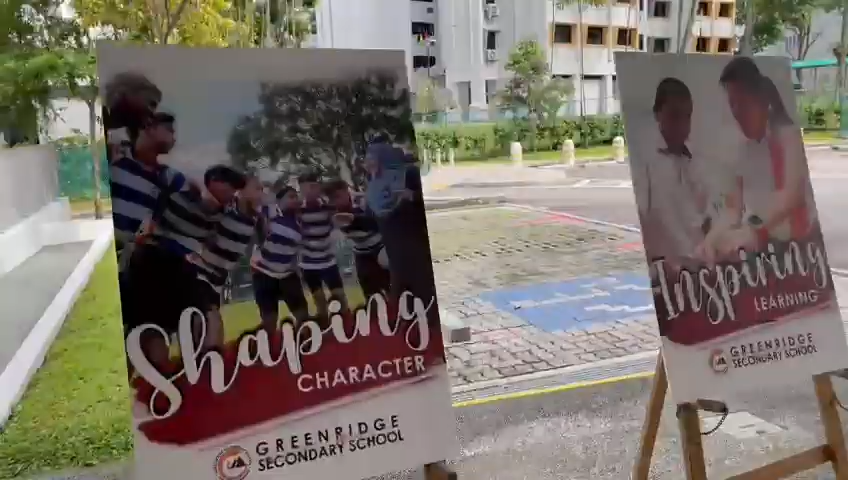 Shaping
CHARACTER
GREENRIDGE
SECONDARY SCHOOL
Inspiring
LEARNING
GREENRIDGE
SECONDARY SCHOOL